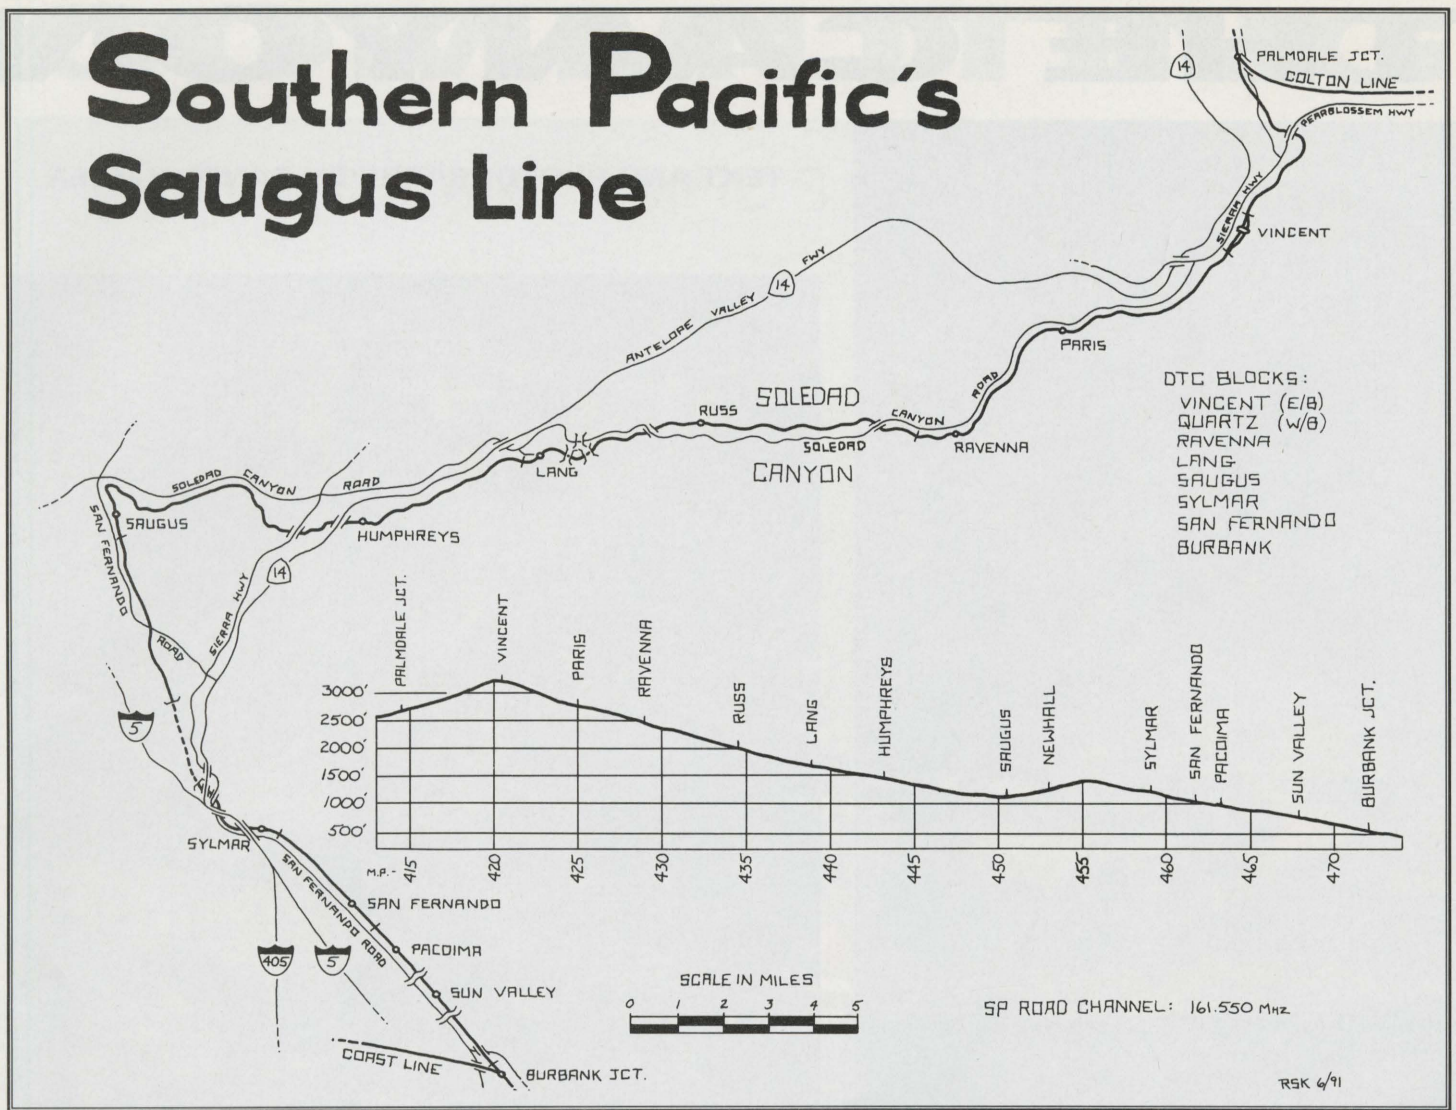 Southern Pacific's
Saugus Line
14
PALMDALE JCT.
COLTON LINE
PEARBLOSSEM HWY
SIERRA HWY
VINCENT
14
ANTELOPE VALLEY FWY
PARIS
ROAD
CANYON
SOLEDAD
RUSS
SOLEDAD
CANYON
RAVENNA
LANG
SOLEDAD CANYON ROAD
SAUGUS
HUMPHREYS
SAN FERNANDO
ROAD
SIERRA HWY
14
5
DTC BLOCKS:
VINCENT (E/B)
QUARTZ (W/B)
RAVENNA
LANG
SAUGUS
SYLMAR
SAN FERNANDO
BURBANK
PALMDALE JCT.
VINCENT
PARIS
RAVENNA
RUSS
LANG
HUMPHREYS
SAUGUS
NEWHALL
SYLMAR
SAN FERNANDO
PACOIMA
SUN VALLEY
BURBANK JCT.
3000'
2500'
2000'
1500'
1000'
500'
M.P.- 415 420 425 430 435 440 445 450 455 460 465 470
SYLMAR
SAN FERNANDO ROAD
SAN FERNANDO
PACOIMA
405
5
SUN VALLEY
COAST LINE
BURBANK JCT.
SCALE IN MILES
0 1 2 3 4 5
SP ROAD CHANNEL: 161.550 MHZ
RSK 6/91